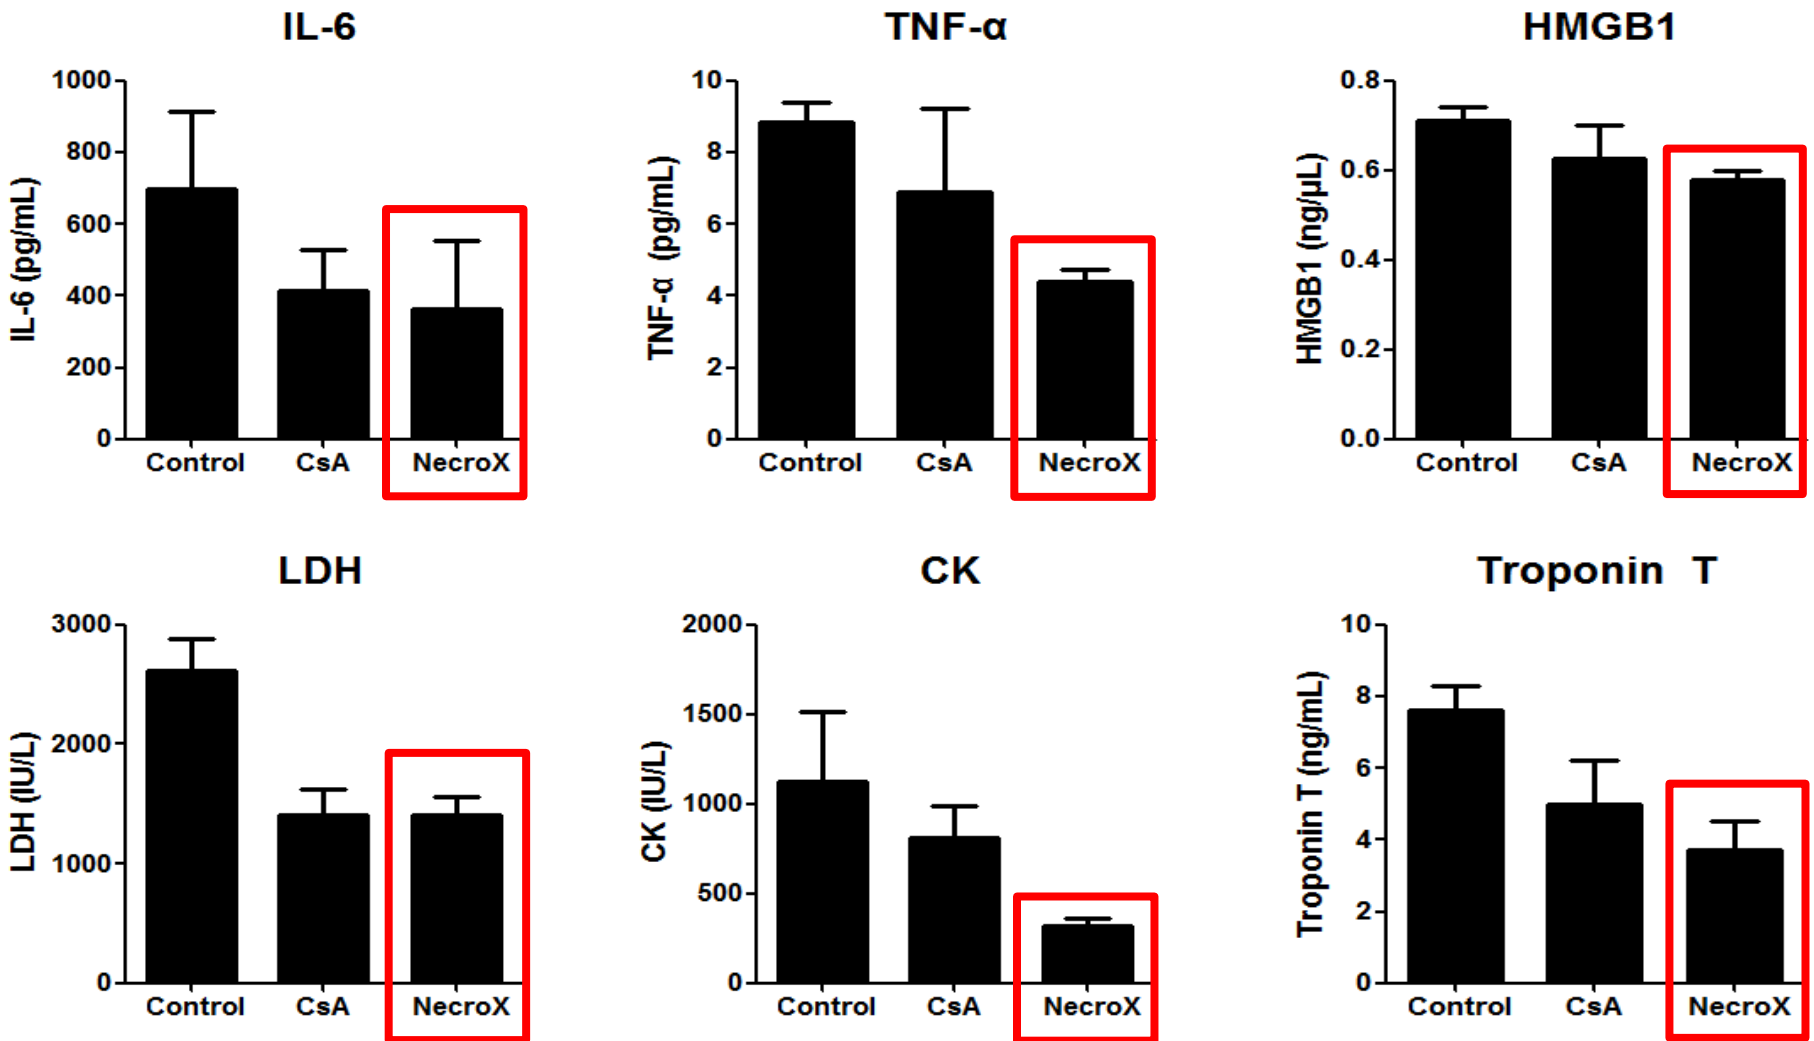 IL-6
IL-6 (pg/mL)
1000
800
600
400
200
0
Control CsA NecroX
TNF-α
TNF-α (pg/mL)
10
8
6
4
2
0
Control CsA NecroX
HMGB1
HMGB1 (ng/μL)
0.8
0.6
0.4
0.2
0.0
Control CsA NecroX
LDH
LDH (IU/L)
3000
2000
1000
0
Control CsA NecroX
CK
CK (IU/L)
2000
1500
1000
500
0
Control CsA NecroX
Troponin T
Troponin T (ng/mL)
10
8
6
4
2
0
Control CsA NecroX